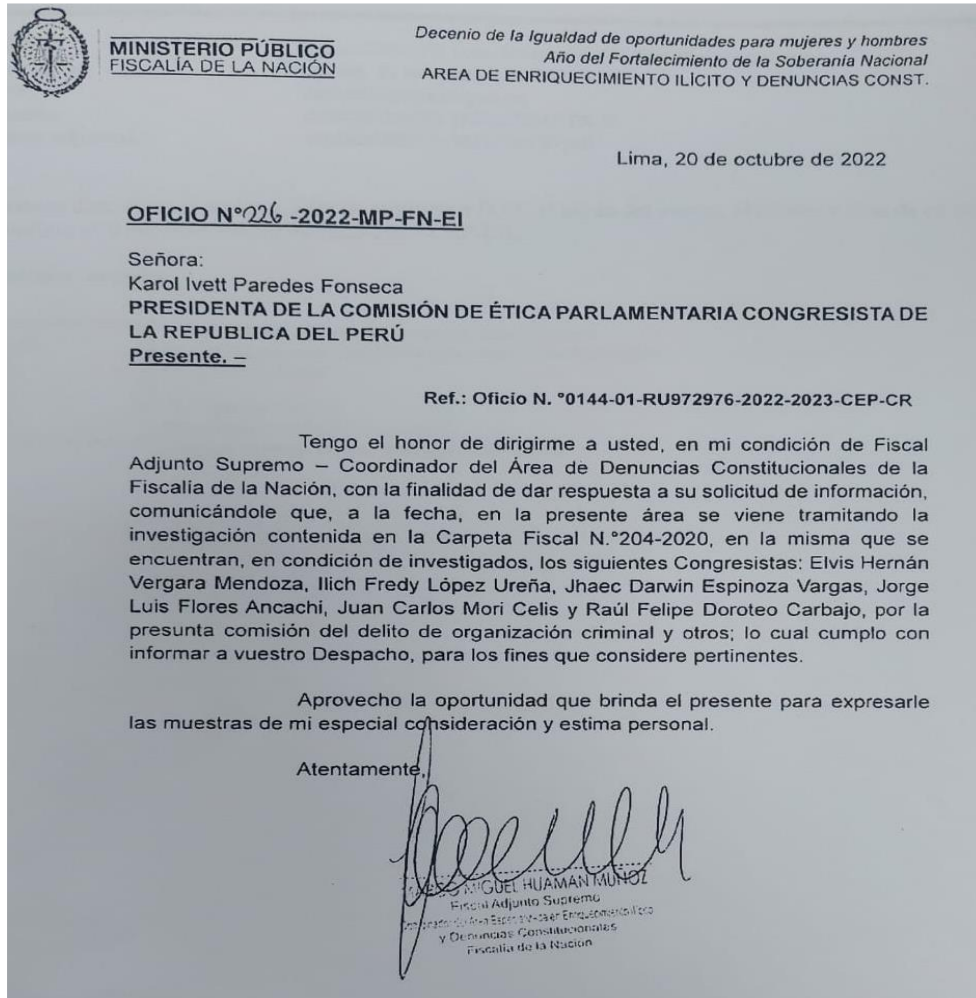 MINISTERIO PÚBLICO
FISCALÍA DE LA NACIÓN
Decenio de la Igualdad de oportunidades para mujeres y hombres
Año del Fortalecimiento de la Soberanía Nacional
AREA DE ENRIQUECIMIENTO ILÍCITO Y DENUNCIAS CONST.
Lima, 20 de octubre de 2022
OFICIO N°226 -2022-MP-FN-EI
Señora:
Karol Ivett Paredes Fonseca
PRESIDENTA DE LA COMISIÓN DE ÉTICA PARLAMENTARIA CONGRESISTA DE
LA REPUBLICA DEL PERÚ
Presente. –
Ref.: Oficio N. °0144-01-RU972976-2022-2023-CEP-CR
Tengo el honor de dirigirme a usted, en mi condición de Fiscal
Adjunto Supremo – Coordinador del Área de Denuncias Constitucionales de la
Fiscalía de la Nación, con la finalidad de dar respuesta a su solicitud de información,
comunicándole que, a la fecha, en la presente área se viene tramitando la
investigación contenida en la Carpeta Fiscal N.°204-2020, en la misma que se
encuentran, en condición de investigados, los siguientes Congresistas: Elvis Hernán
Vergara Mendoza, Ilich Fredy López Ureña, Jhaec Darwin Espinoza Vargas, Jorge
Luis Flores Ancachi, Juan Carlos Mori Celis y Raúl Felipe Doroteo Carbajo, por la
presunta comisión del delito de organización criminal y otros; lo cual cumplo con
informar a vuestro Despacho, para los fines que considere pertinentes.
Aprovecho la oportunidad que brinda el presente para expresarle
las muestras de mi especial consideración y estima personal.
Atentamente,
MIGUEL HUAMAN MUÑOZ
Fiscal Adjunto Supremo
y Denuncias Constitucionales
Fiscalía de la Nación